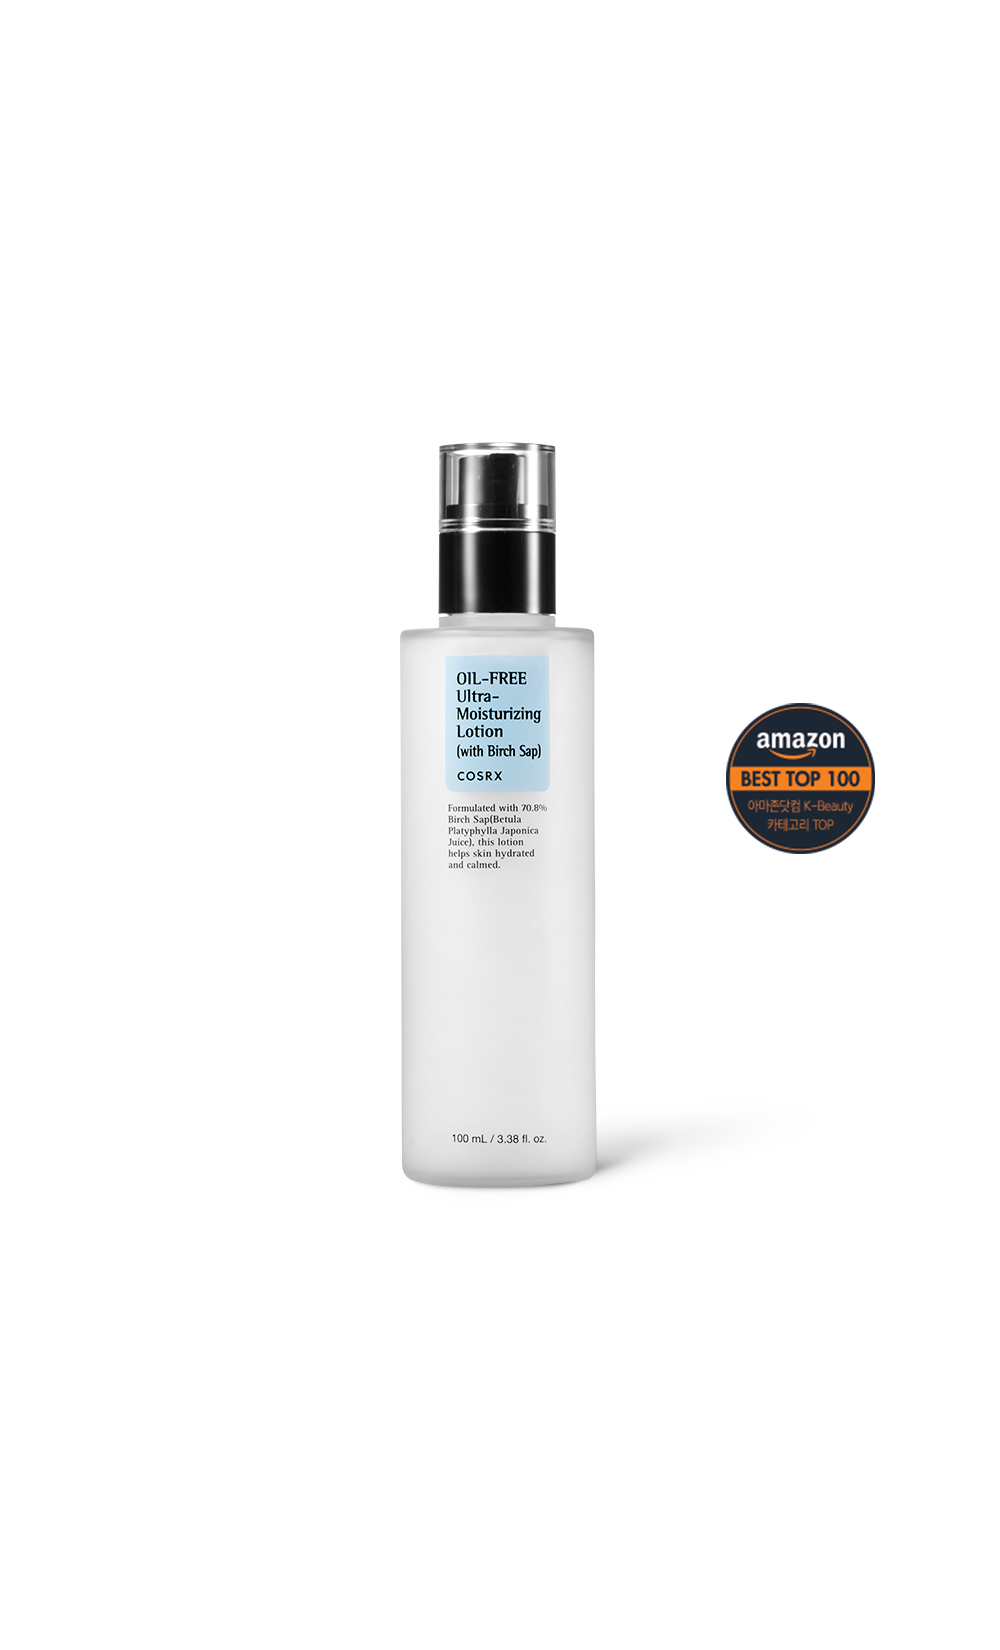 OIL-FREE
Ultra-
Moisturizing
Lotion
(with Birch Sap)
COSRX
Formulated with 70.8%
Birch Sap(Betula
Platyphylla Japonica
Juice), this lotion
helps skin hydrated
and calmed.
100 mL / 3.38 fl. oz.
amazon
BEST TOP 100
아마존닷컴 K-Beauty
카테고리 TOP